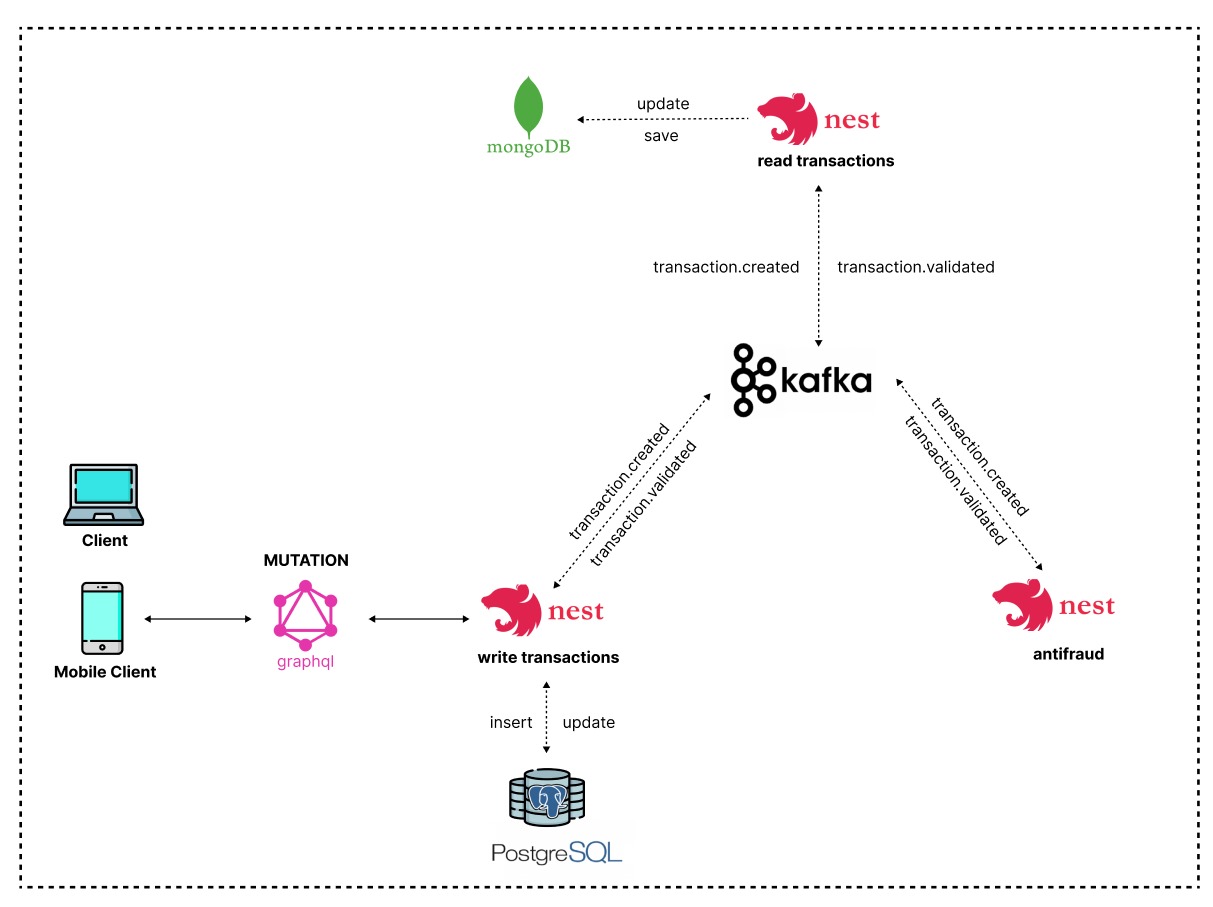 update
save
mongoDB
nest
read transactions
transaction.created
transaction.validated
kafka
transaction.created
transaction.validated
transaction.created
transaction.validated
Client
MUTATION
graphql
Mobile Client
nest
write transactions
nest
antifraud
insert
update
PostgreSQL